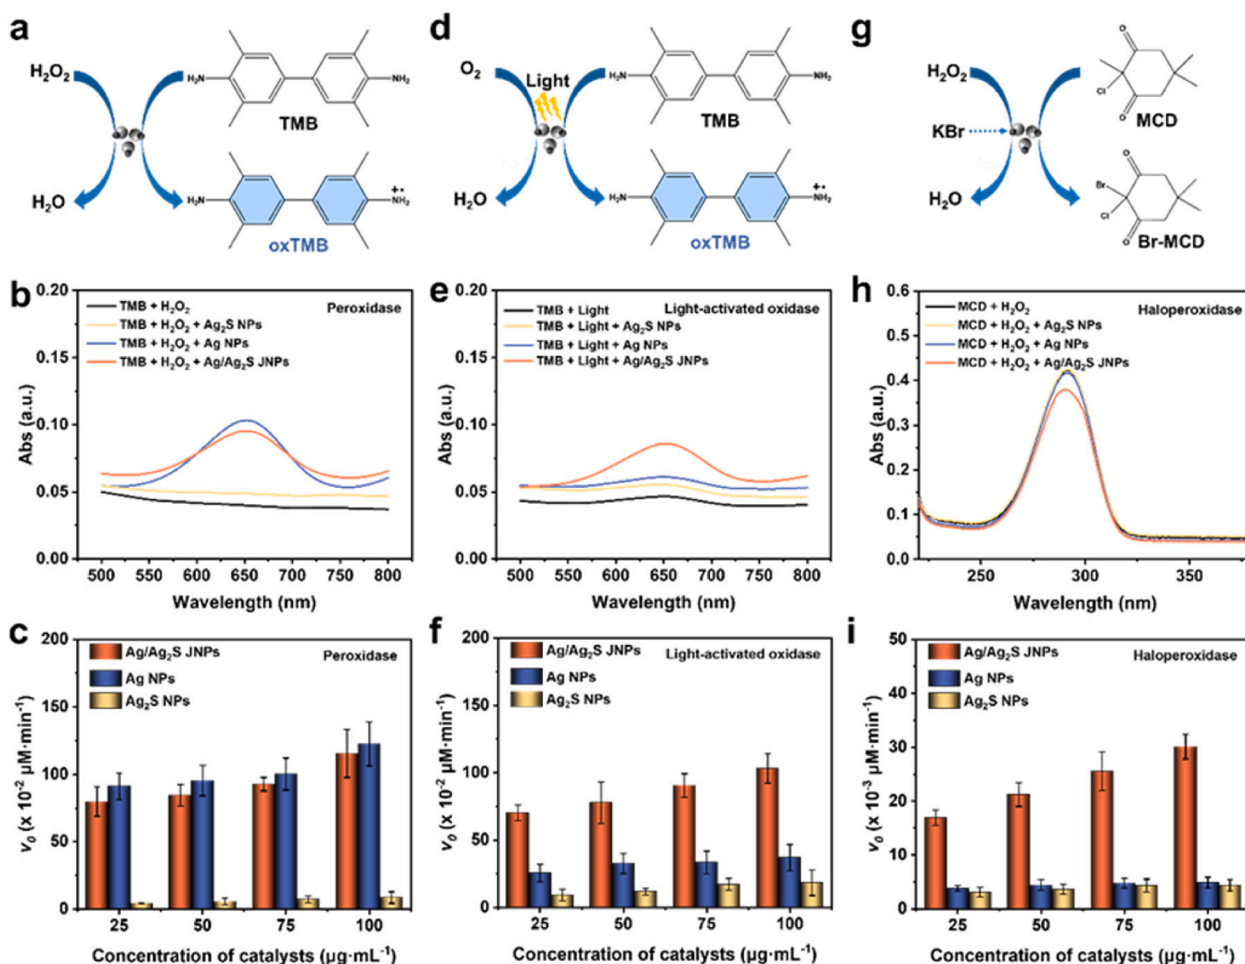 a
H₂O₂
H₂N
NH₂
TMB
H₂O
H₂N
NH₂
+•
oxTMB
d
O₂
Light
H₂N
NH₂
TMB
H₂O
H₂N
NH₂
+•
oxTMB
g
H₂O₂
O
Cl
O
MCD
KBr
H₂O
O
Br
Cl
O
Br-MCD
b
TMB + H₂O₂
TMB + H₂O₂ + Ag₂S NPs
TMB + H₂O₂ + Ag NPs
TMB + H₂O₂ + Ag/Ag₂S JNPs
Peroxidase
Abs (a.u.)
0.20
0.15
0.10
0.05
0.00
500 550 600 650 700 750 800
Wavelength (nm)
e
TMB + Light
TMB + Light + Ag₂S NPs
TMB + Light + Ag NPs
TMB + Light + Ag/Ag₂S JNPs
Light-activated oxidase
Abs (a.u.)
0.20
0.15
0.10
0.05
0.00
500 550 600 650 700 750 800
Wavelength (nm)
h
MCD + H₂O₂
MCD + H₂O₂ + Ag₂S NPs
MCD + H₂O₂ + Ag NPs
MCD + H₂O₂ + Ag/Ag₂S JNPs
Haloperoxidase
Abs (a.u.)
0.6
0.5
0.4
0.3
0.2
0.1
0.0
250 300 350
Wavelength (nm)
c
Ag/Ag₂S JNPs
Ag NPs
Ag₂S NPs
Peroxidase
v₀ (x 10⁻² µM·min⁻¹)
200
150
100
50
0
25 50 75 100
Concentration of catalysts (µg·mL⁻¹)
f
Ag/Ag₂S JNPs
Ag NPs
Ag₂S NPs
Light-activated oxidase
v₀ (x 10⁻² µM·min⁻¹)
200
150
100
50
0
25 50 75 100
Concentration of catalysts (µg·mL⁻¹)
i
Ag/Ag₂S JNPs
Ag NPs
Ag₂S NPs
Haloperoxidase
v₀ (x 10⁻³ µM·min⁻¹)
50
40
30
20
10
0
25 50 75 100
Concentration of catalysts (µg·mL⁻¹)